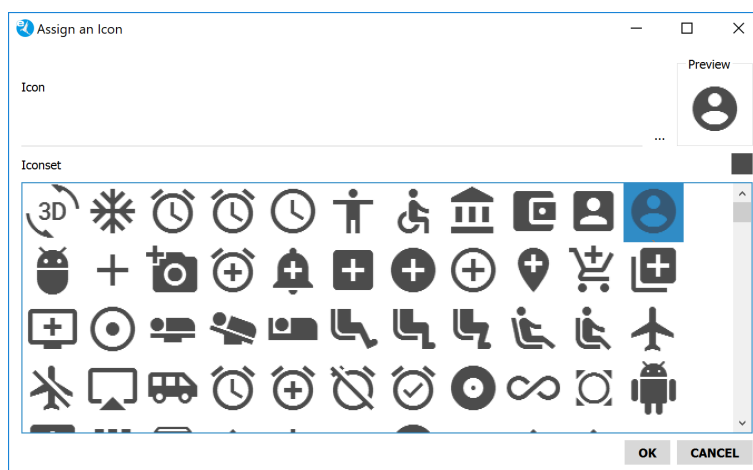 Assign an Icon
Preview
Icon
...
Iconset
3D
OK
CANCEL